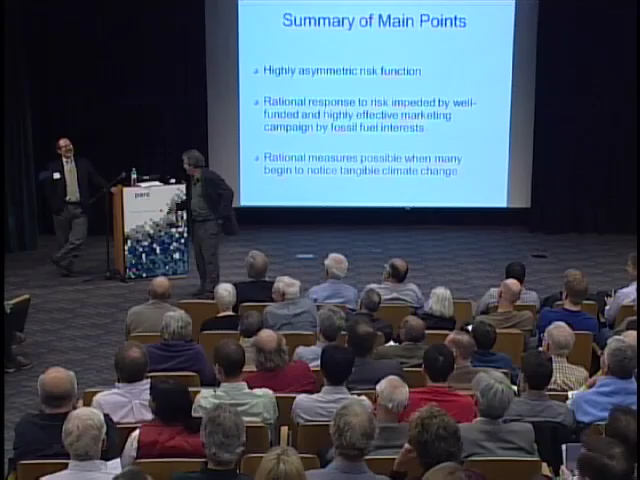 Summary of Main Points
Highly asymmetric risk function
Rational response to risk impeded by well-
funded and highly effective marketing
campaign by fossil fuel interests.
Rational measures possible when many
begin to notice tangible climate change.
parc